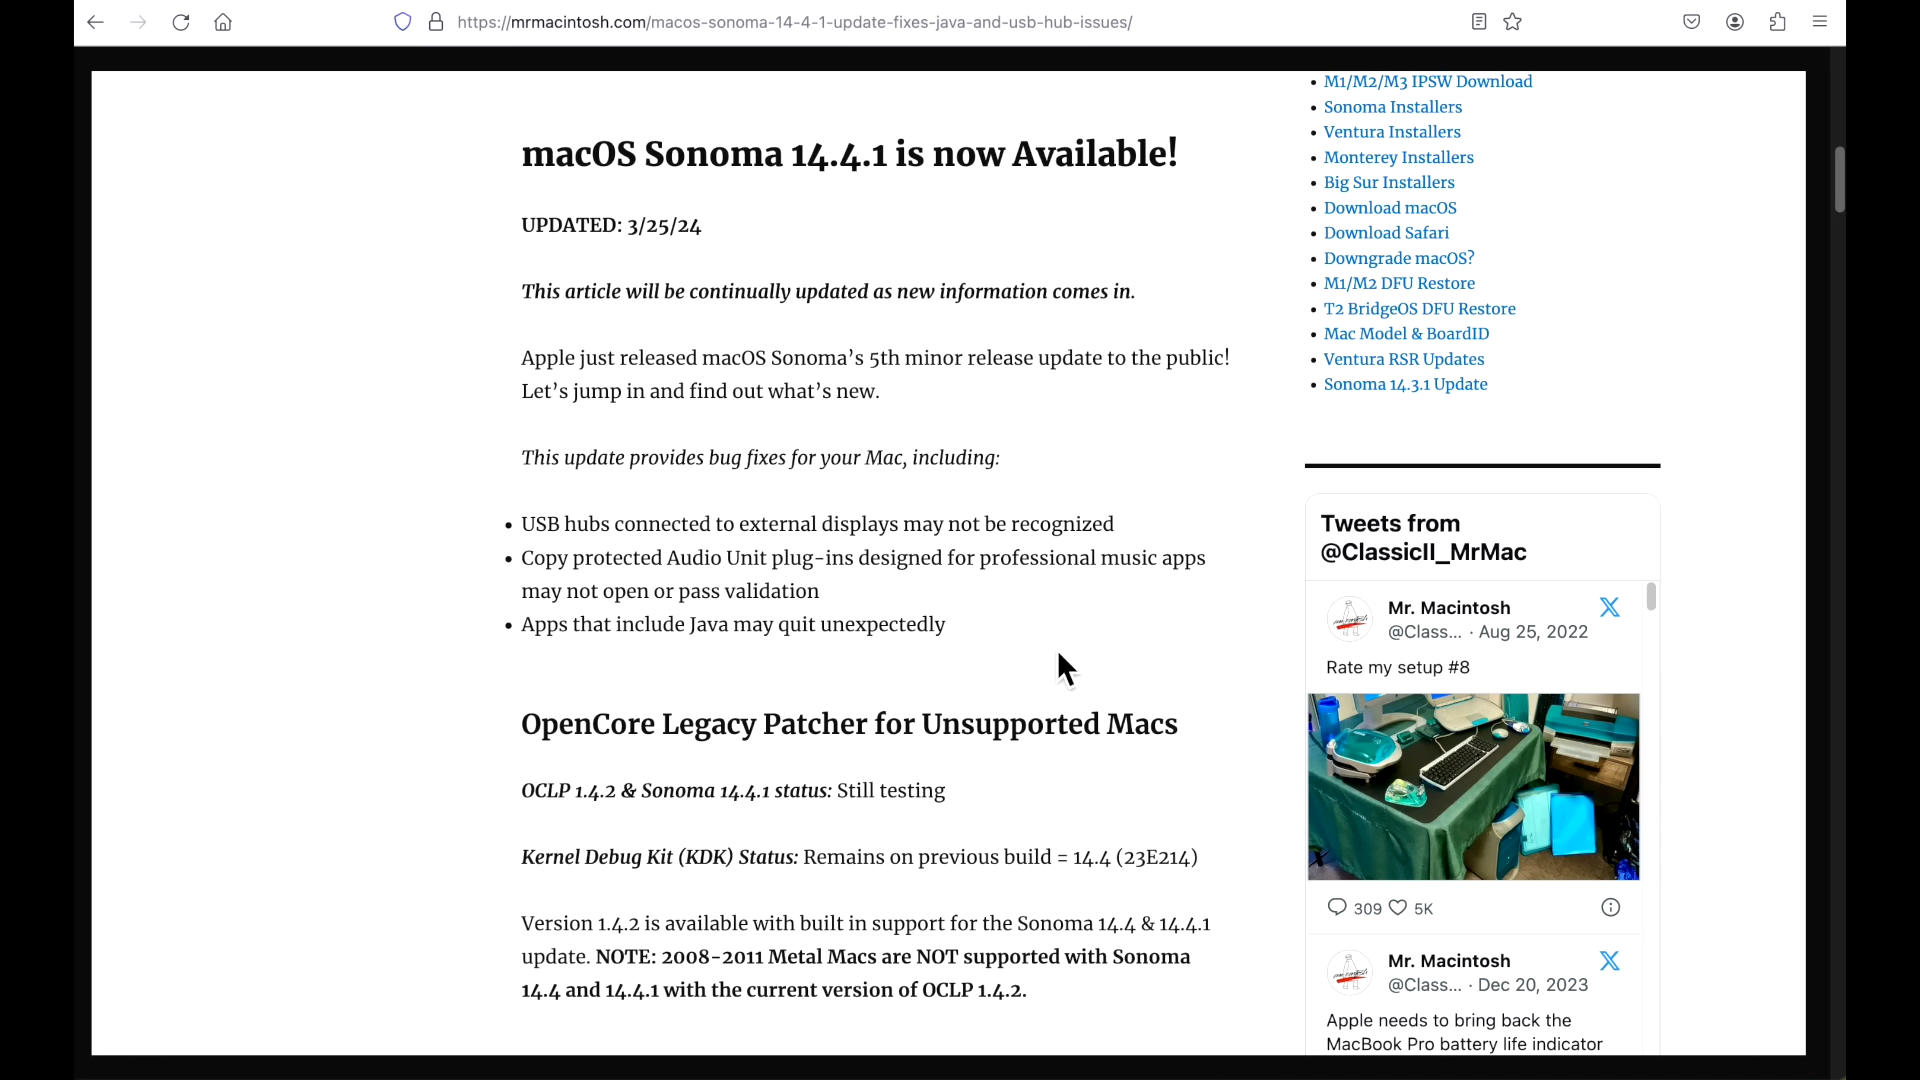 https://mrmacintosh.com/macos-sonoma-14-4-1-update-fixes-java-and-usb-hub-issues/
macOS Sonoma 14.4.1 is now Available!
UPDATED: 3/25/24
This article will be continually updated as new information comes in.
Apple just released macOS Sonoma’s 5th minor release update to the public!
Let’s jump in and find out what’s new.
This update provides bug fixes for your Mac, including:
• USB hubs connected to external displays may not be recognized
• Copy protected Audio Unit plug-ins designed for professional music apps
may not open or pass validation
• Apps that include Java may quit unexpectedly
OpenCore Legacy Patcher for Unsupported Macs
OCLP 1.4.2 & Sonoma 14.4.1 status: Still testing
Kernel Debug Kit (KDK) Status: Remains on previous build = 14.4 (23E214)
Version 1.4.2 is available with built in support for the Sonoma 14.4 & 14.4.1
update. NOTE: 2008-2011 Metal Macs are NOT supported with Sonoma
14.4 and 14.4.1 with the current version of OCLP 1.4.2.
• M1/M2/M3 IPSW Download
• Sonoma Installers
• Ventura Installers
• Monterey Installers
• Big Sur Installers
• Download macOS
• Download Safari
• Downgrade macOS?
• M1/M2 DFU Restore
• T2 BridgeOS DFU Restore
• Mac Model & BoardID
• Ventura RSR Updates
• Sonoma 14.3.1 Update
Tweets from
@ClassicII_MrMac
Mr. Macintosh
@Class... · Aug 25, 2022
Rate my setup #8
309 5K
Mr. Macintosh
@Class... · Dec 20, 2023
Apple needs to bring back the
MacBook Pro battery life indicator